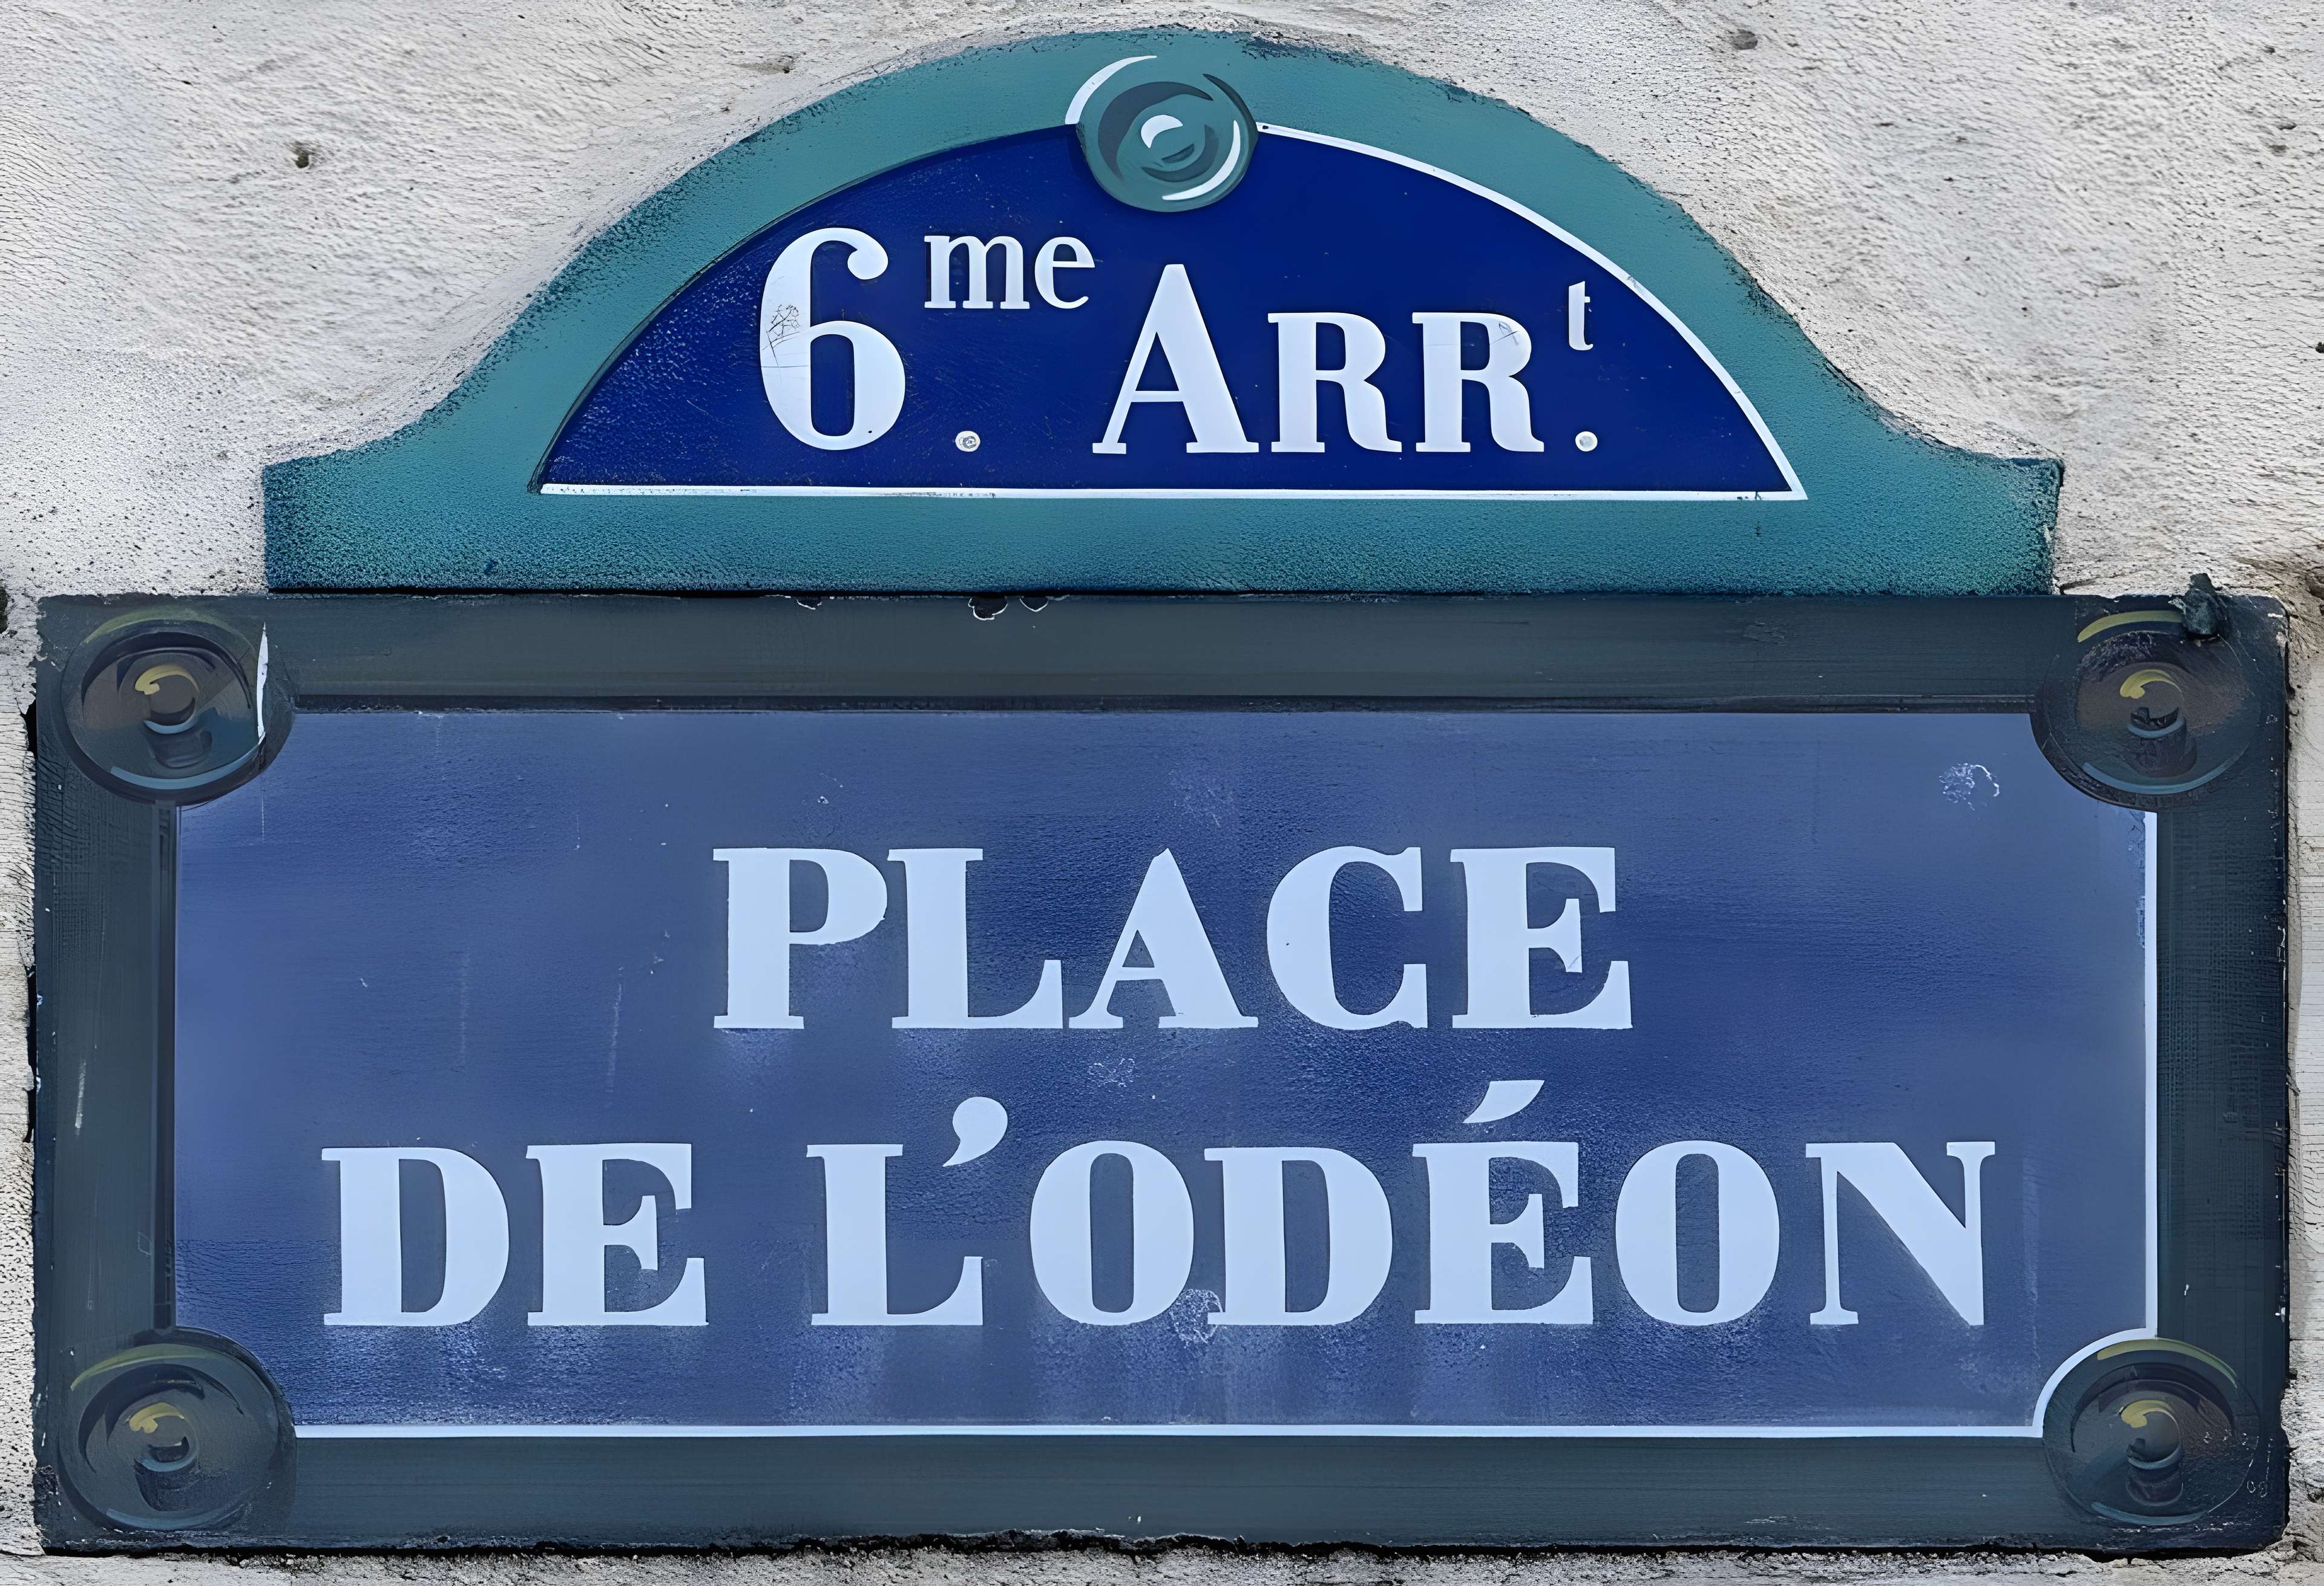 6me. ARRt.
PLACE
DE L'ODÉON